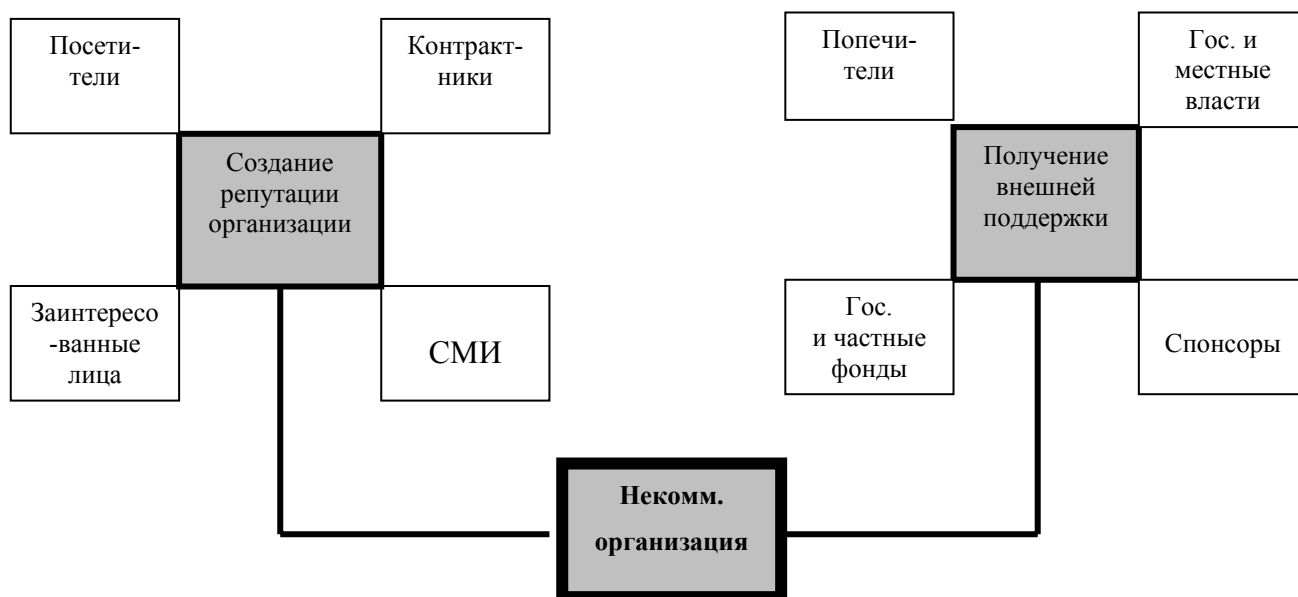 Посети-
тели
Контракт-
ники
Создание
репутации
организации
Заинтересо
-ванные
лица
СМИ
Попечи-
тели
Гос. и
местные
власти
Получение
внешней
поддержки
Гос.
и частные
фонды
Спонсоры
Некомм.
организация